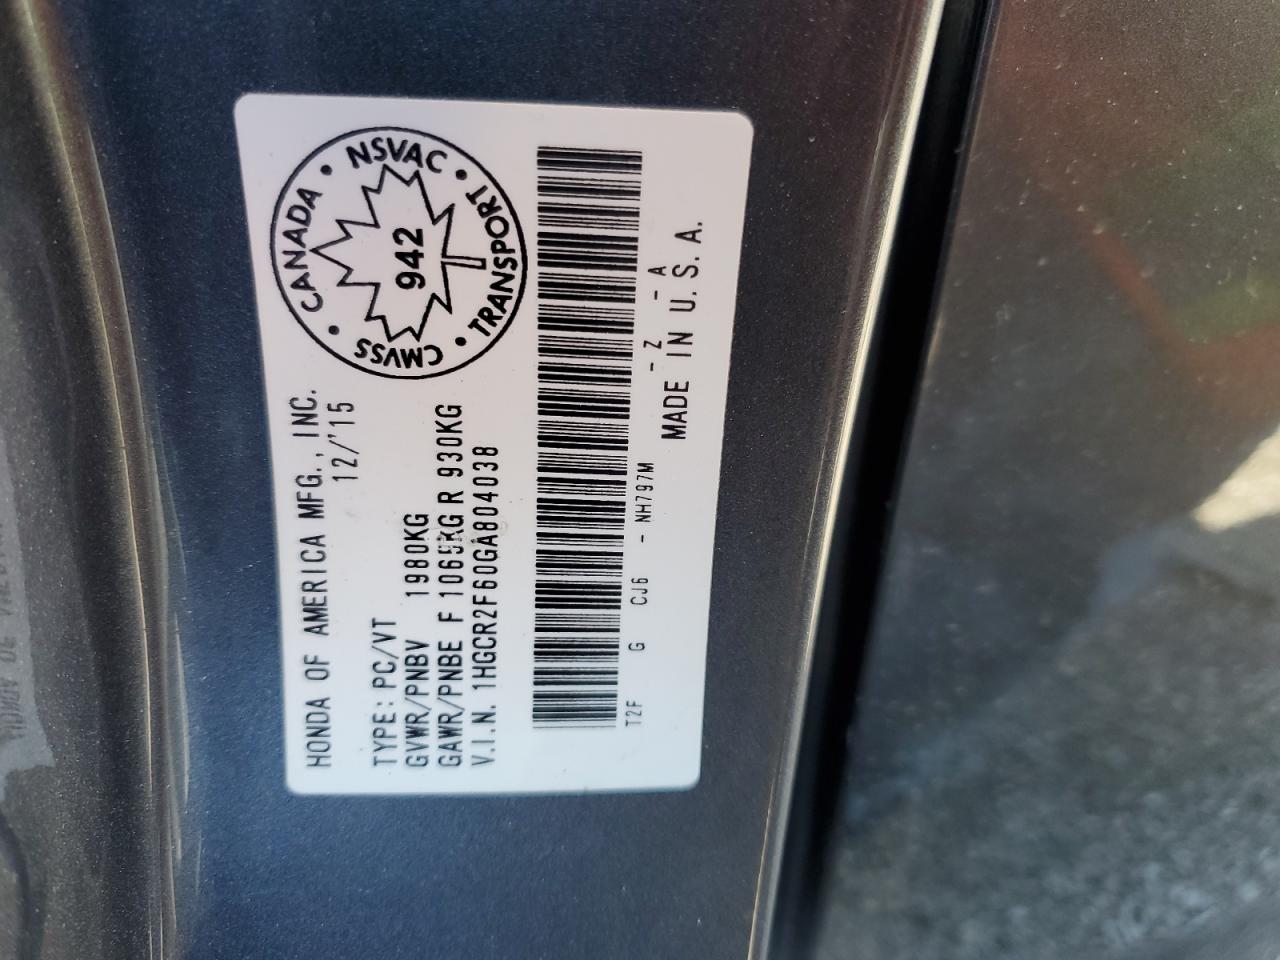 HONDA OF AMERICA MFG., INC.
12/'15
TYPE: PC/VT
GVWR/PNBV 1980KG
GAWR/PNBE F 1065KG R 930KG
V.I.N. 1HGCR2F60GA804038
CANADA • NSVAC • TRANSPORT • CMVSS •
942
T2F G CJ6 - NH797M - Z - A
MADE IN U.S.A.